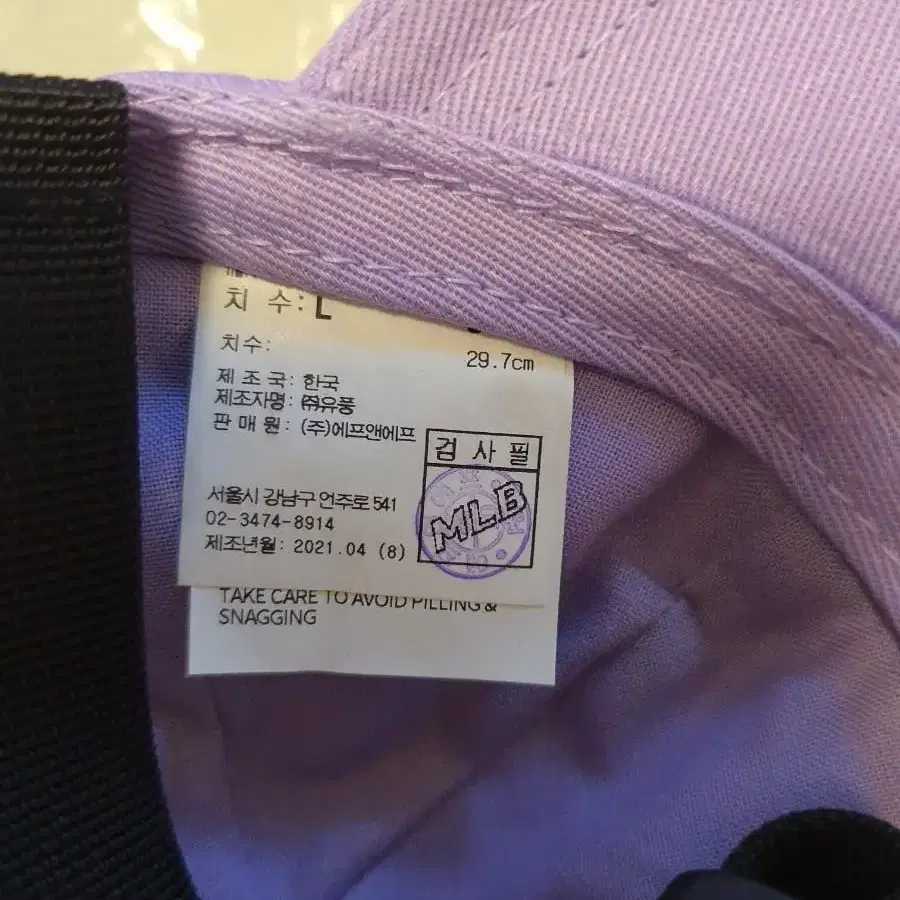 치 수: L
치수:
29.7cm
제 조 국: 한국
제조자명: ㈜유풍
판 매 원: (주)에프앤에프
검 사 필
MLB
서울시 강남구 언주로 541
02-3474-8914
제조년월: 2021.04 (8)
TAKE CARE TO AVOID PILLING &
SNAGGING